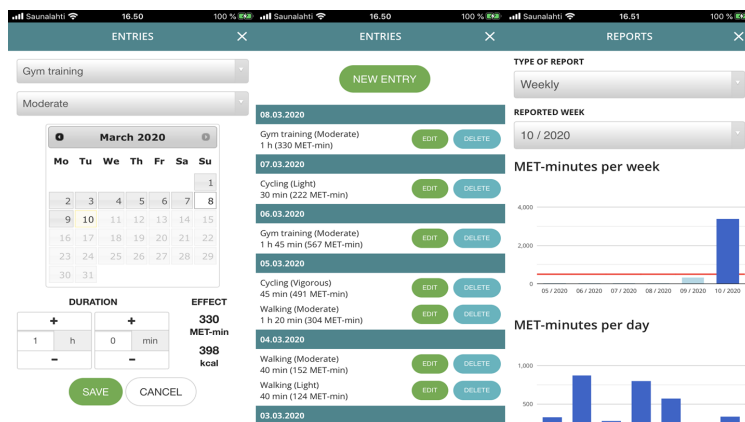 Saunalahti 16.50 100 %
ENTRIES
Gym training
Moderate
March 2020
Mo Tu We Th Fr Sa Su
1
2 3 4 5 6 7 8
9 10 11 12 13 14 15
16 17 18 19 20 21 22
23 24 25 26 27 28 29
30 31
DURATION
+ +
1 h 0 min
- -
EFFECT
330
MET-min
398
kcal
SAVE CANCEL
Saunalahti 16.50 100 %
ENTRIES
NEW ENTRY
08.03.2020
Gym training (Moderate)
1 h (330 MET-min)
EDIT DELETE
07.03.2020
Cycling (Light)
30 min (222 MET-min)
EDIT DELETE
06.03.2020
Gym training (Moderate)
1 h 45 min (567 MET-min)
EDIT DELETE
05.03.2020
Cycling (Vigorous)
45 min (491 MET-min)
EDIT DELETE
Walking (Moderate)
1 h 20 min (304 MET-min)
EDIT DELETE
04.03.2020
Walking (Moderate)
40 min (152 MET-min)
EDIT DELETE
Walking (Light)
40 min (124 MET-min)
EDIT DELETE
03.03.2020
Saunalahti 16.51 100 %
REPORTS
TYPE OF REPORT
Weekly
REPORTED WEEK
10 / 2020
MET-minutes per week
4,000
2,000
0
05 / 2020 06 / 2020 07 / 2020 08 / 2020 09 / 2020 10 / 2020
MET-minutes per day
1,000
500